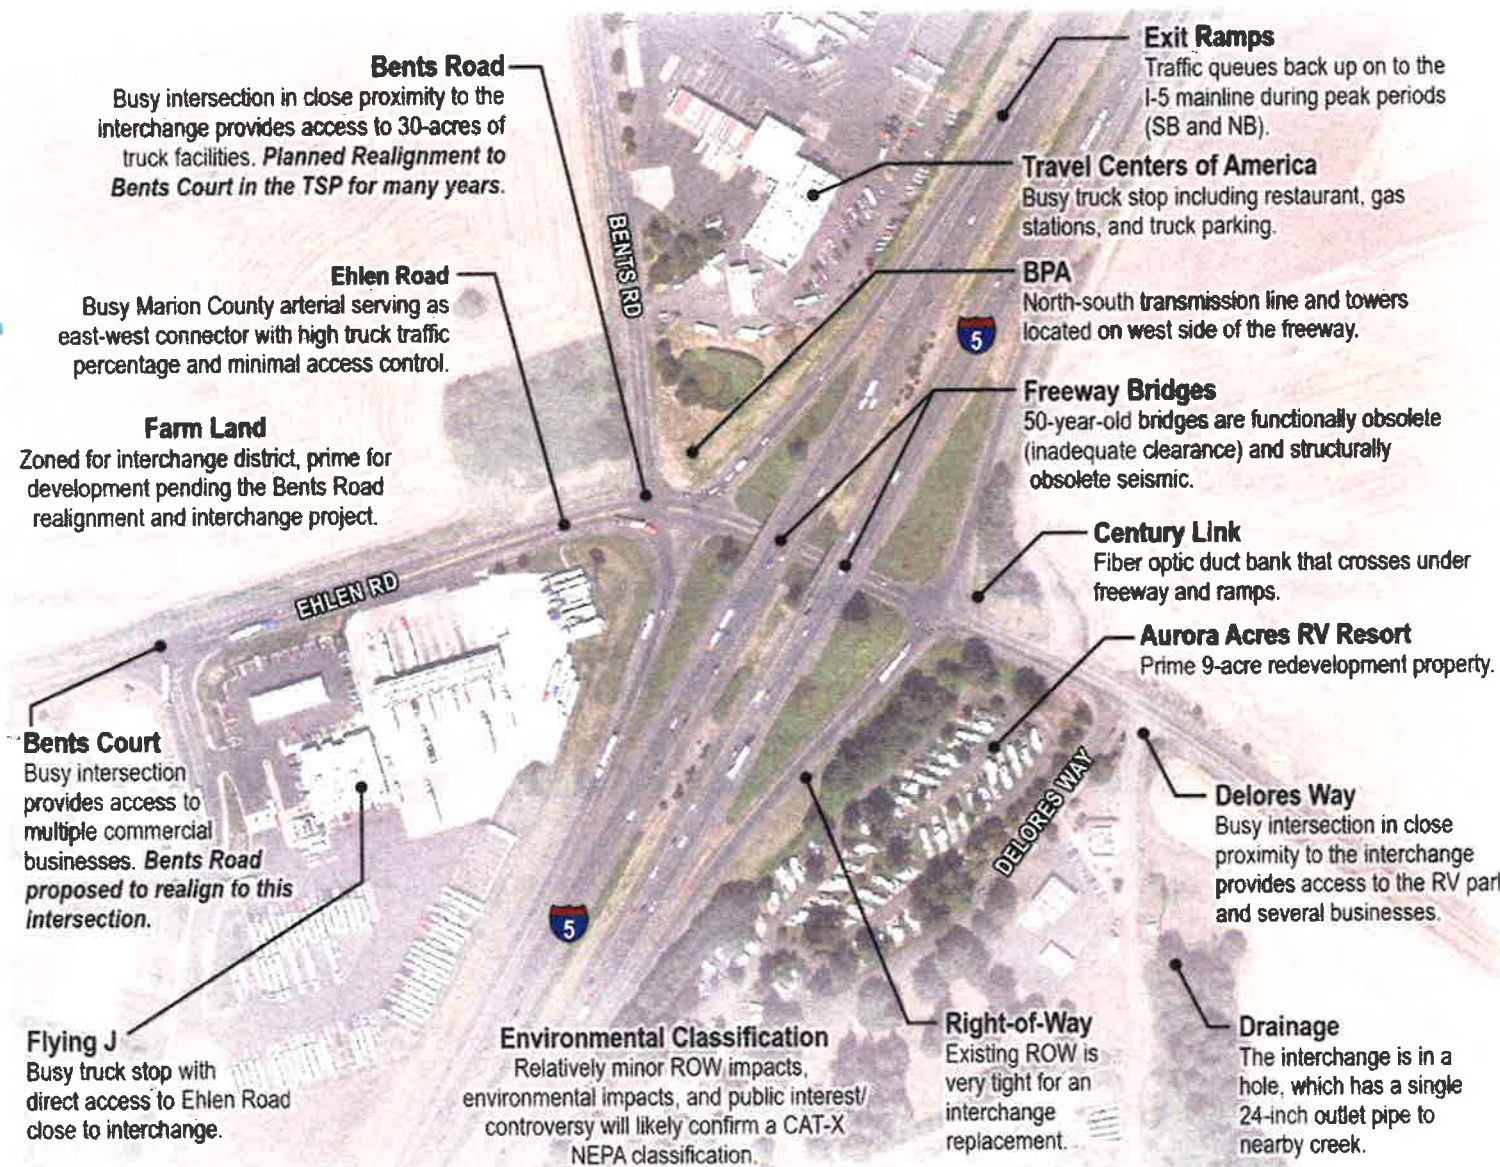 Bents Road
Busy intersection in close proximity to the
interchange provides access to 30-acres of
truck facilities. Planned Realignment to
Bents Court in the TSP for many years.
Ehlen Road
Busy Marion County arterial serving as
east-west connector with high truck traffic
percentage and minimal access control.
Farm Land
Zoned for interchange district, prime for
development pending the Bents Road
realignment and interchange project.
Bents Court
Busy intersection
provides access to
multiple commercial
businesses. Bents Road
proposed to realign to this
intersection.
Flying J
Busy truck stop with
direct access to Ehlen Road
close to interchange.
BENTS RD
EHLEN RD
5
5
DELORES WAY
Environmental Classification
Relatively minor ROW impacts,
environmental impacts, and public interest/
controversy will likely confirm a CAT-X
NEPA classification.
Exit Ramps
Traffic queues back up on to the
I-5 mainline during peak periods
(SB and NB).
Travel Centers of America
Busy truck stop including restaurant, gas
stations, and truck parking.
BPA
North-south transmission line and towers
located on west side of the freeway.
Freeway Bridges
50-year-old bridges are functionally obsolete
(inadequate clearance) and structurally
obsolete seismic.
Century Link
Fiber optic duct bank that crosses under
freeway and ramps.
Aurora Acres RV Resort
Prime 9-acre redevelopment property.
Delores Way
Busy intersection in close
proximity to the interchange
provides access to the RV park
and several businesses.
Right-of-Way
Existing ROW is
very tight for an
interchange
replacement.
Drainage
The interchange is in a
hole, which has a single
24-inch outlet pipe to
nearby creek.